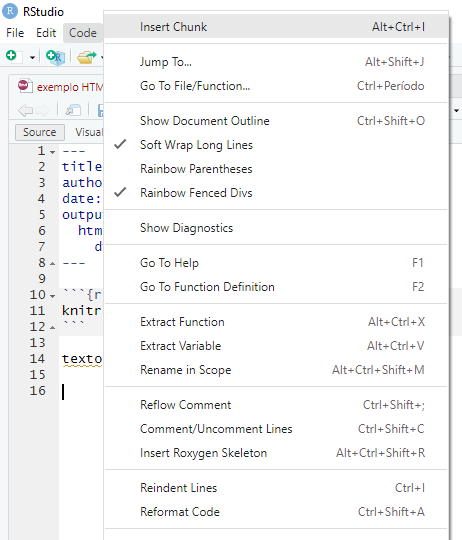 RStudio
File Edit Code
Insert Chunk Alt+Ctrl+I
Jump To... Alt+Shift+J
Go To File/Function... Ctrl+Período
Show Document Outline Ctrl+Shift+O
Soft Wrap Long Lines
Rainbow Parentheses
Rainbow Fenced Divs
Show Diagnostics
Go To Help F1
Go To Function Definition F2
Extract Function Alt+Ctrl+X
Extract Variable Alt+Ctrl+V
Rename in Scope Alt+Ctrl+Shift+M
Reflow Comment Ctrl+Shift+;
Comment/Uncomment Lines Ctrl+Shift+C
Insert Roxygen Skeleton Alt+Ctrl+Shift+R
Reindent Lines Ctrl+I
Reformat Code Ctrl+Shift+A
exemplo HTM
Source Visual
1 ---
2 title
3 autho
4 date:
5 outpu
6 htm
7 d
8 ---
9
10 ```{r
11 knitr
12 ```
13
14 texto
15
16